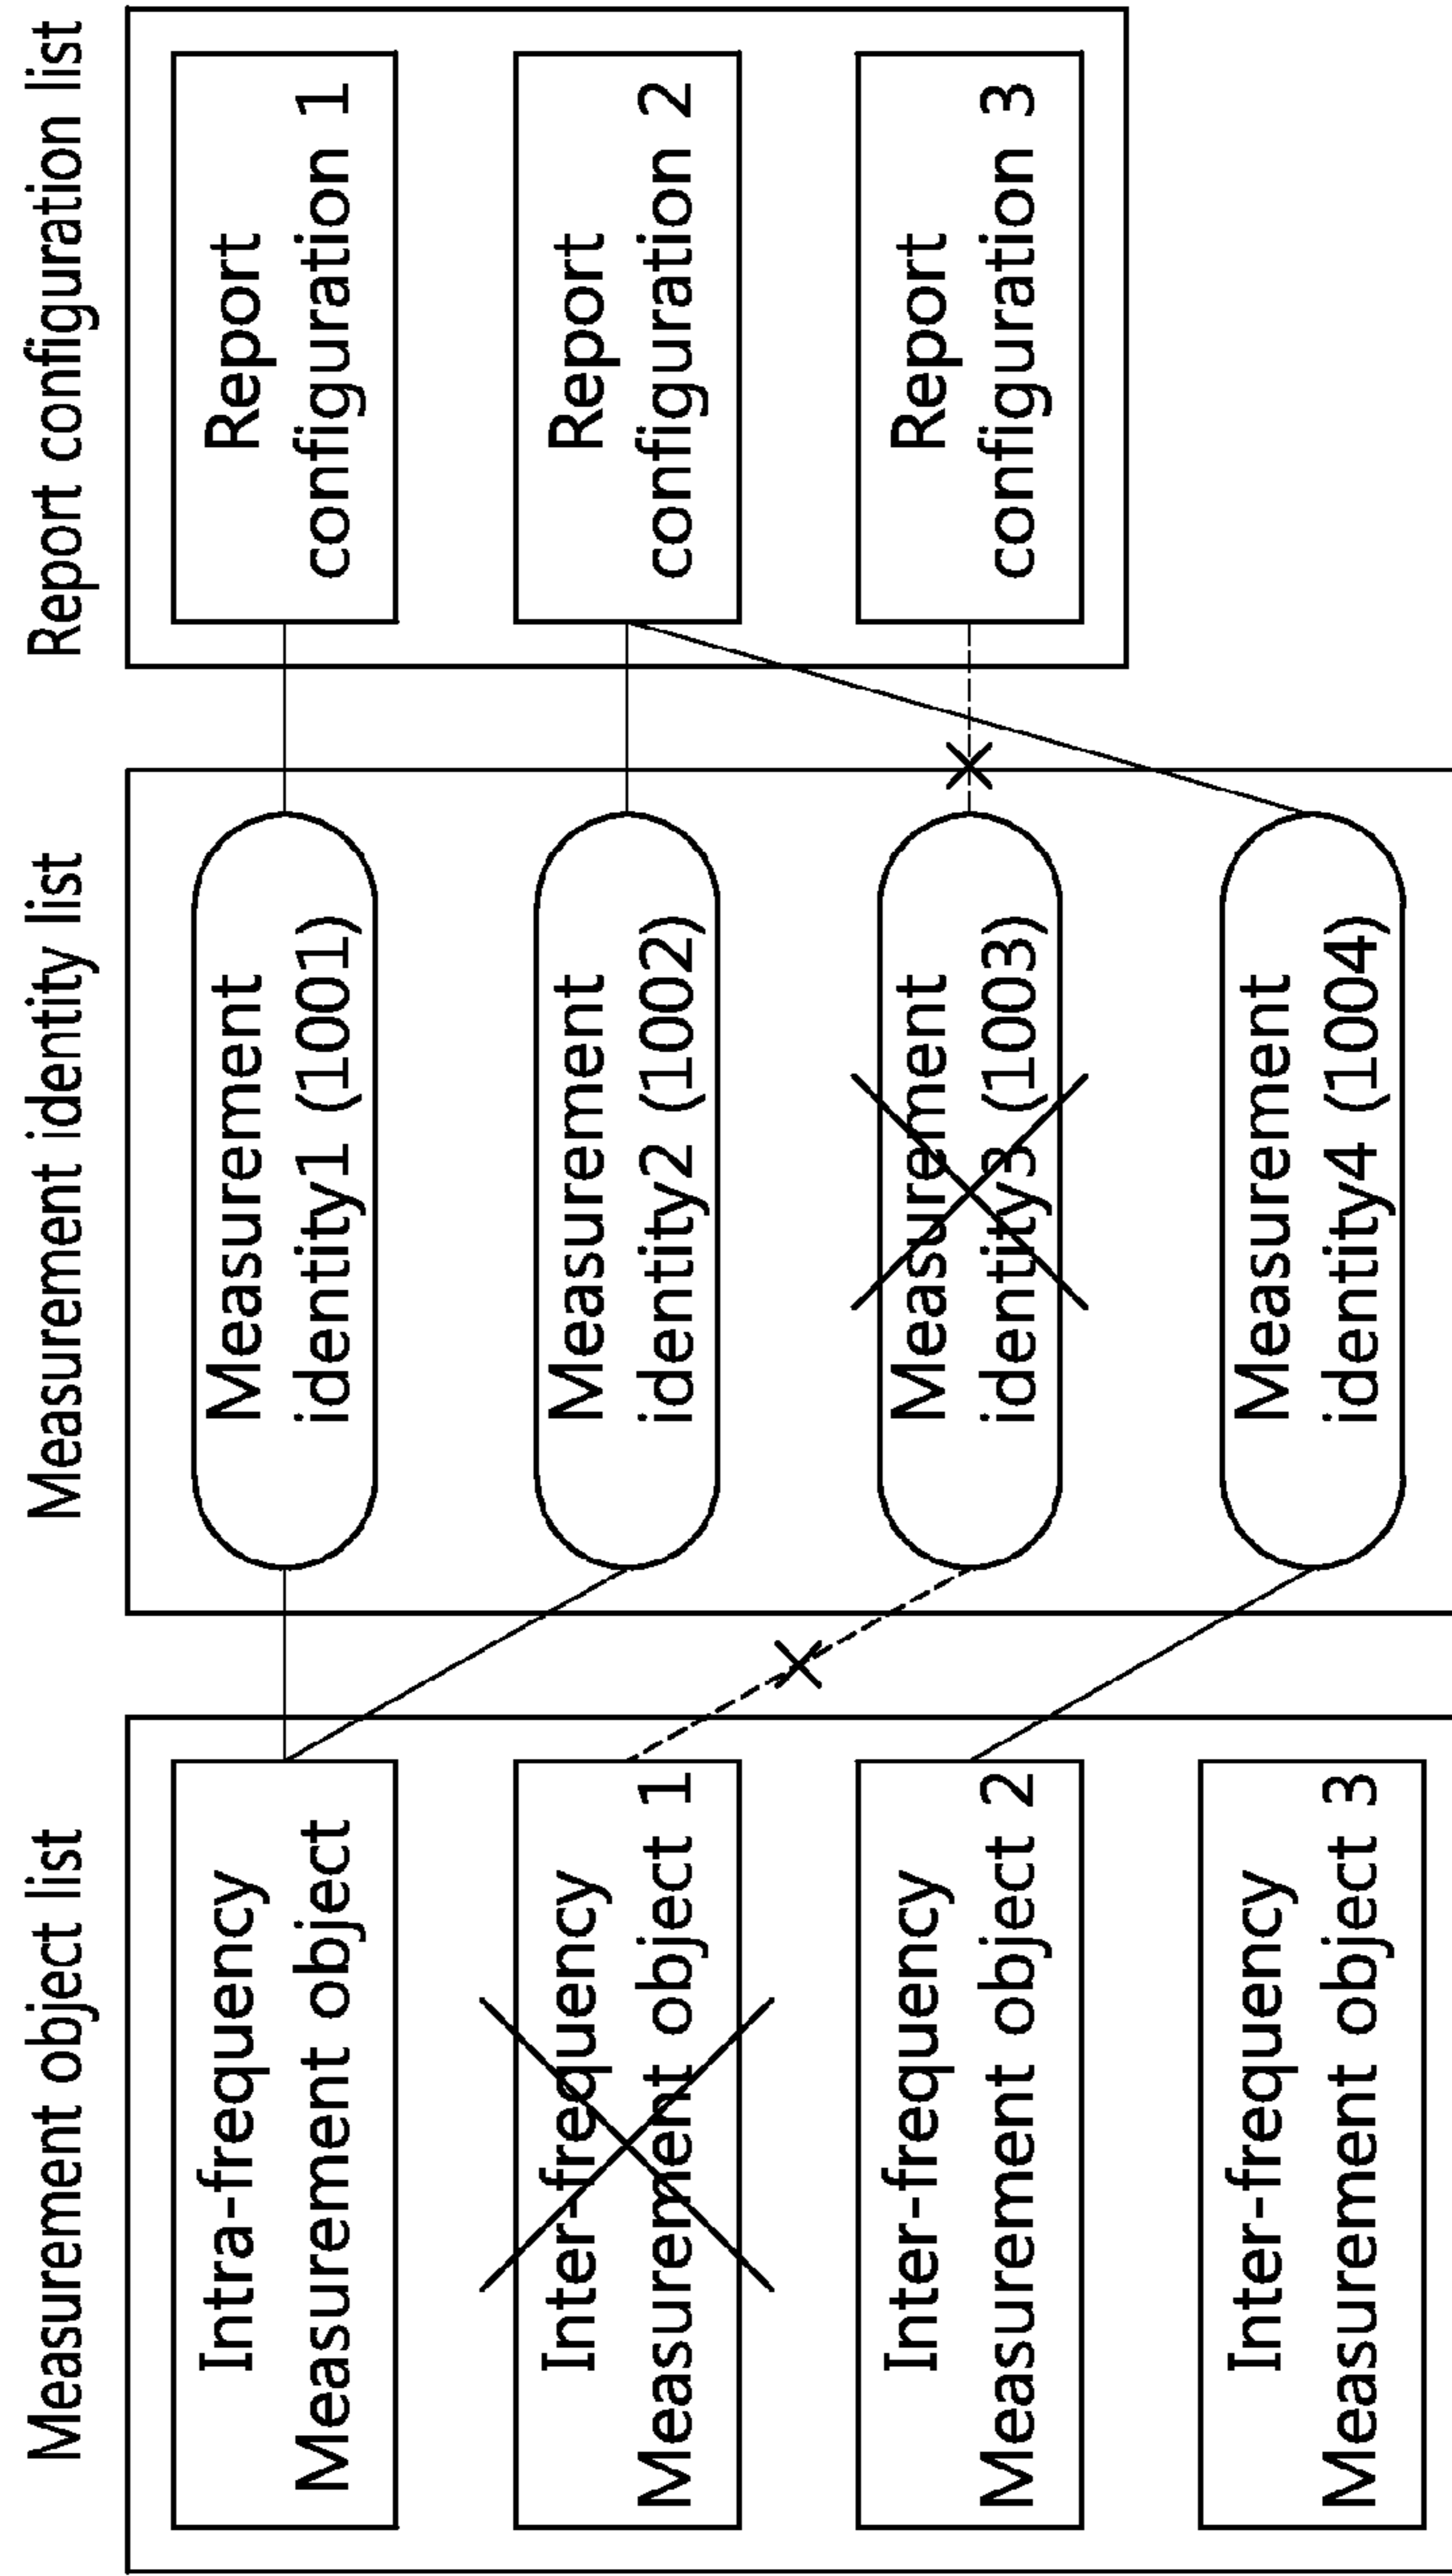 Measurement object list
Intra-frequency
Measurement object
Inter-frequency
Measurement object 1
Inter-frequency
Measurement object 2
Inter-frequency
Measurement object 3
Measurement identity list
Measurement
identity1 (1001)
Measurement
identity2 (1002)
Measurement
identity3 (1003)
Measurement
identity4 (1004)
Report configuration list
Report
configuration 1
Report
configuration 2
Report
configuration 3